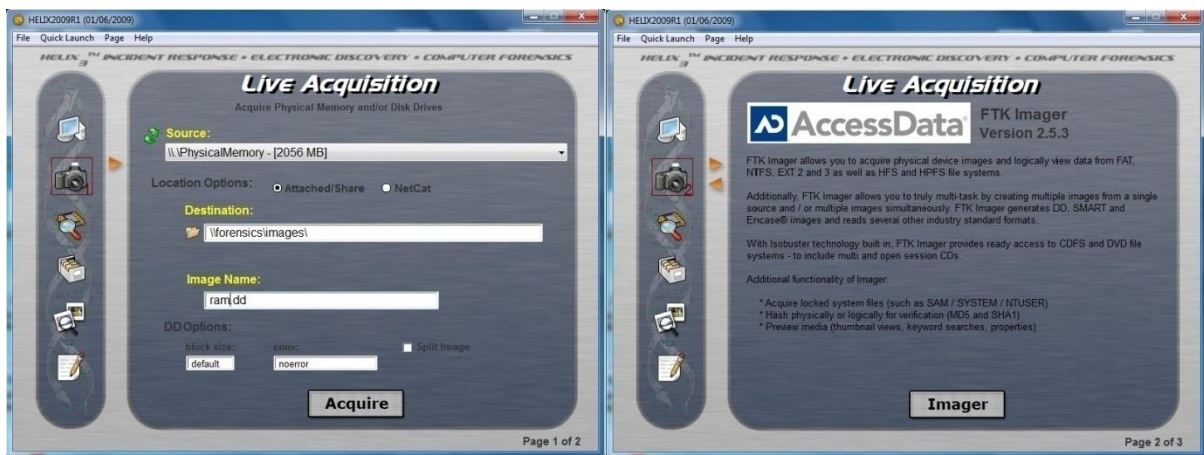 HELIX2009R1 (01/06/2009)
File Quick Launch Page Help
HELIX3 TM INCIDENT RESPONSE • ELECTRONIC DISCOVERY • COMPUTER FORENSICS
Live Acquisition
Acquire Physical Memory and/or Disk Drives
Source:
\\.\PhysicalMemory - [2056 MB]
Location Options: Attached/Share NetCat
Destination:
\\forensics\images\
Image Name:
ram.dd
DD Options:
block size: conv: Split Image
default noerror
Acquire
Page 1 of 2
HELIX2009R1 (01/06/2009)
File Quick Launch Page Help
HELIX3 TM INCIDENT RESPONSE • ELECTRONIC DISCOVERY • COMPUTER FORENSICS
Live Acquisition
AccessData
FTK Imager
Version 2.5.3
FTK Imager allows you to acquire physical device images and logically view data from FAT,
NTFS, EXT 2 and 3 as well as HFS and HPFS file systems.
Additionally, FTK Imager allows you to truly multi-task by creating multiple images from a single
source and / or multiple images simultaneously. FTK Imager generates DD, SMART and
Encase® images and reads several other industry standard formats.
With Isobuster technology built in, FTK Imager provides ready access to CDFS and DVD file
systems - to include multi and open session CDs.
Additional functionality of Imager:
* Acquire locked system files (such as SAM / SYSTEM / NTUSER)
* Hash physically or logically for verification (MD5 and SHA1)
* Preview media (thumbnail views, keyword searches, properties)
Imager
Page 2 of 3